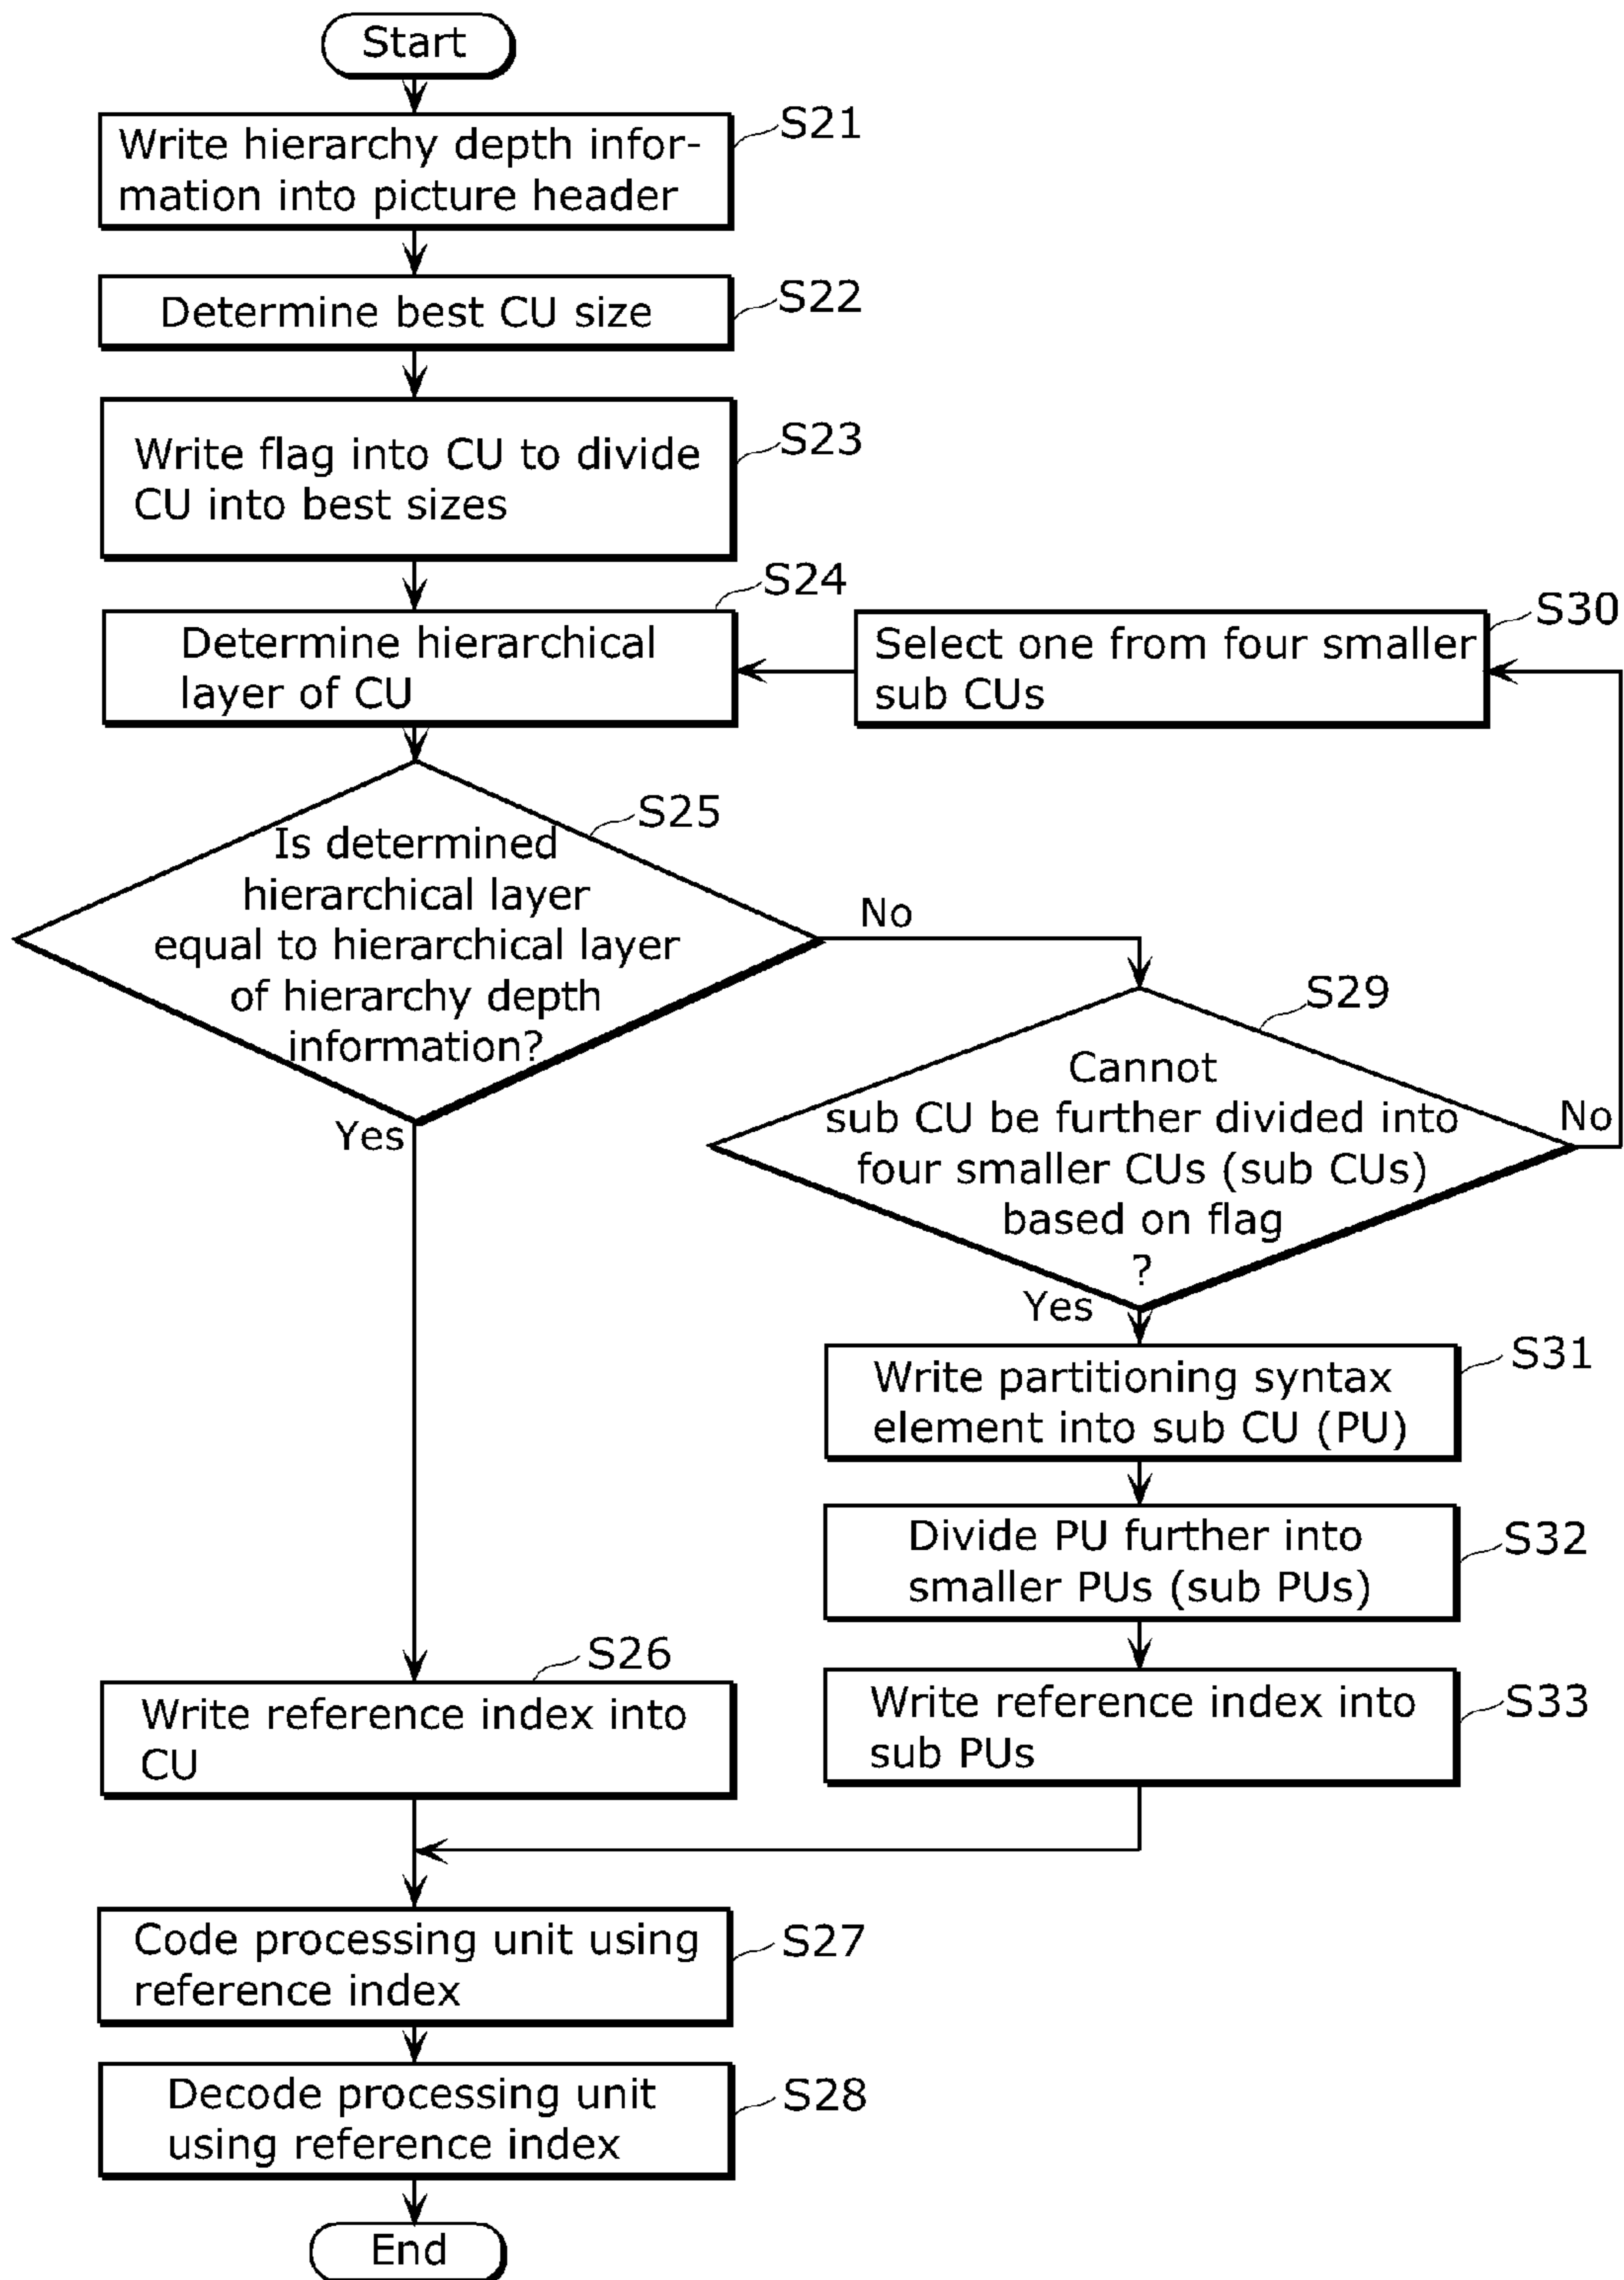 Start
S21
Write hierarchy depth infor-
mation into picture header
S22
Determine best CU size
S23
Write flag into CU to divide
CU into best sizes
S24
Determine hierarchical
layer of CU
S30
Select one from four smaller
sub CUs
S25
Is determined
hierarchical layer
equal to hierarchical layer
of hierarchy depth
information?
No
Yes
S29
Cannot
sub CU be further divided into
four smaller CUs (sub CUs)
based on flag
?
No
Yes
S31
Write partitioning syntax
element into sub CU (PU)
S32
Divide PU further into
smaller PUs (sub PUs)
S26
Write reference index into
CU
S33
Write reference index into
sub PUs
S27
Code processing unit using
reference index
S28
Decode processing unit
using reference index
End